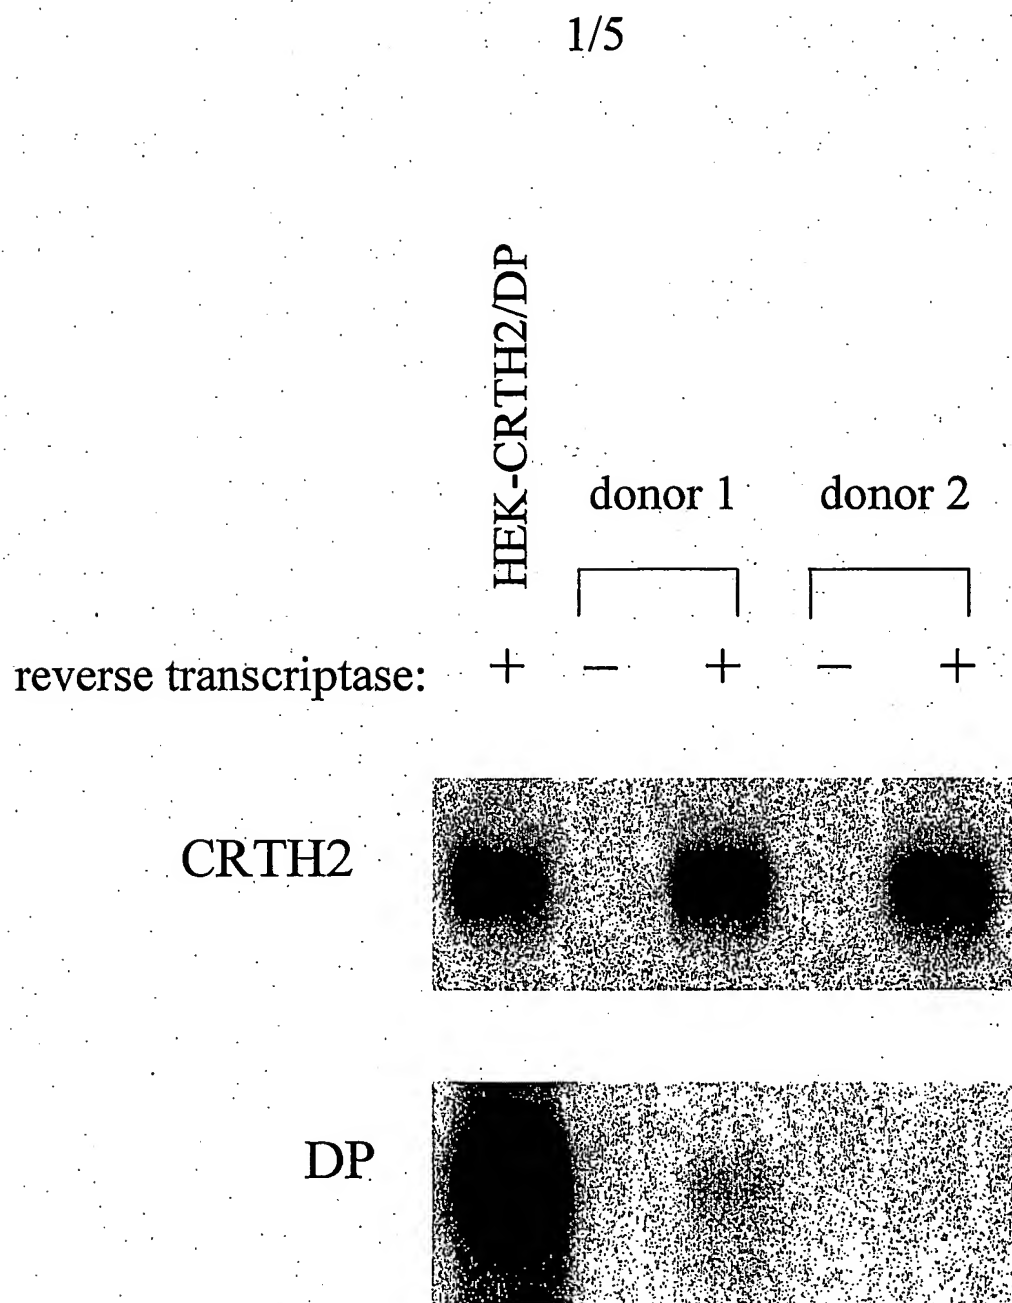 1/5
HEK-CRTH2/DP
donor 1 donor 2
reverse transcriptase: + − + − +
CRTH2
DP